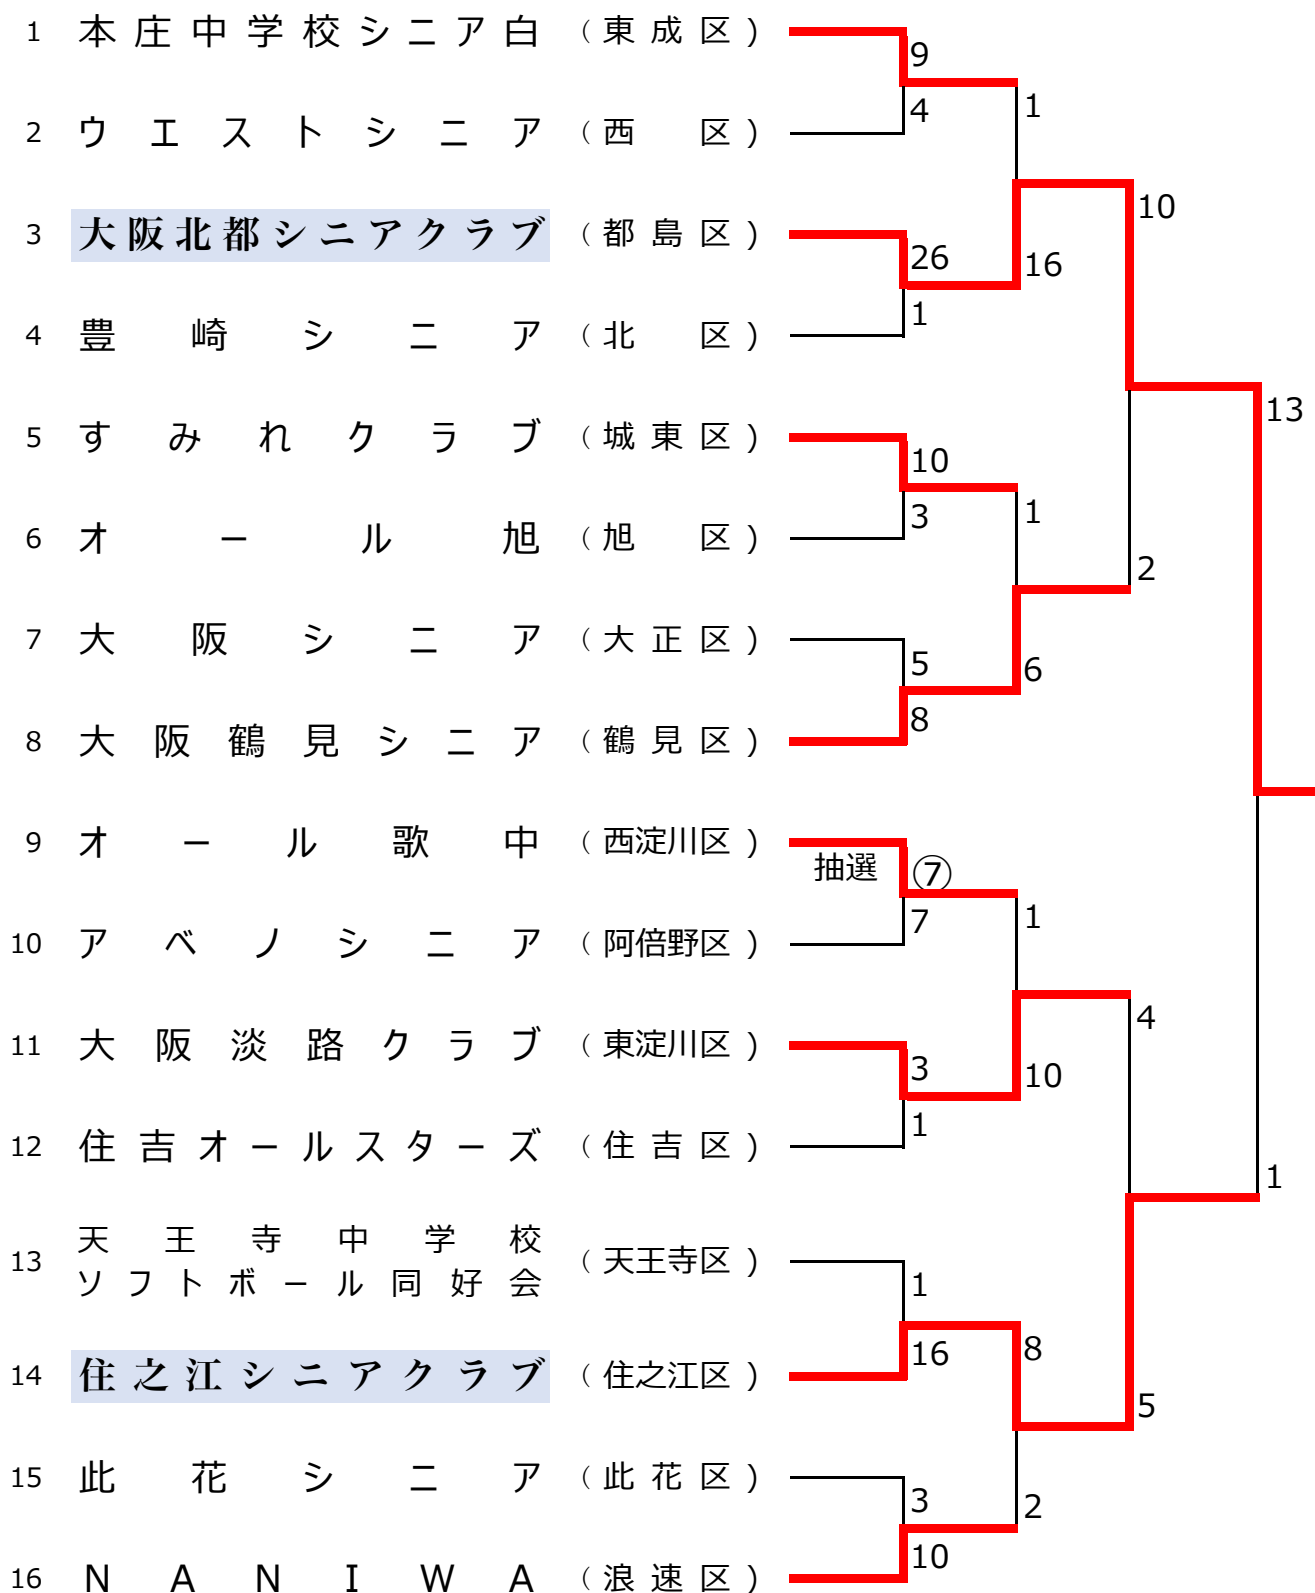 1 本庄中学校シニア白 (東成区)
9
4
1
2 ウエストシニア (西 区)
10
3 大阪北都シニアクラブ (都島区)
26
16
1
4 豊崎シニア (北 区)
13
5 すみれクラブ (城東区)
10
3
1
6 オール旭 (旭 区)
2
7 大阪シニア (大正区)
5
6
8
8 大阪鶴見シニア (鶴見区)
9 オール歌中 (西淀川区)
抽選 ⑦
7
1
10 アベノシニア (阿倍野区)
4
11 大阪淡路クラブ (東淀川区)
3
10
1
12 住吉オールスターズ (住吉区)
1
13 天王寺中学校
ソフトボール同好会 (天王寺区)
1
16
8
14 住之江シニアクラブ (住之江区)
5
15 此花シニア (此花区)
3
2
10
16 NANIWA (浪速区)